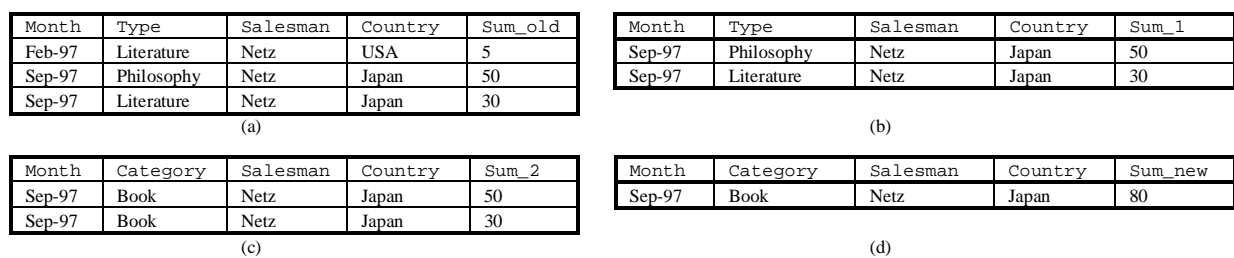 Month Type Salesman Country Sum_old
Feb-97 Literature Netz USA 5
Sep-97 Philosophy Netz Japan 50
Sep-97 Literature Netz Japan 30
(a)
Month Type Salesman Country Sum_1
Sep-97 Philosophy Netz Japan 50
Sep-97 Literature Netz Japan 30
(b)
Month Category Salesman Country Sum_2
Sep-97 Book Netz Japan 50
Sep-97 Book Netz Japan 30
(c)
Month Category Salesman Country Sum_new
Sep-97 Book Netz Japan 80
(d)